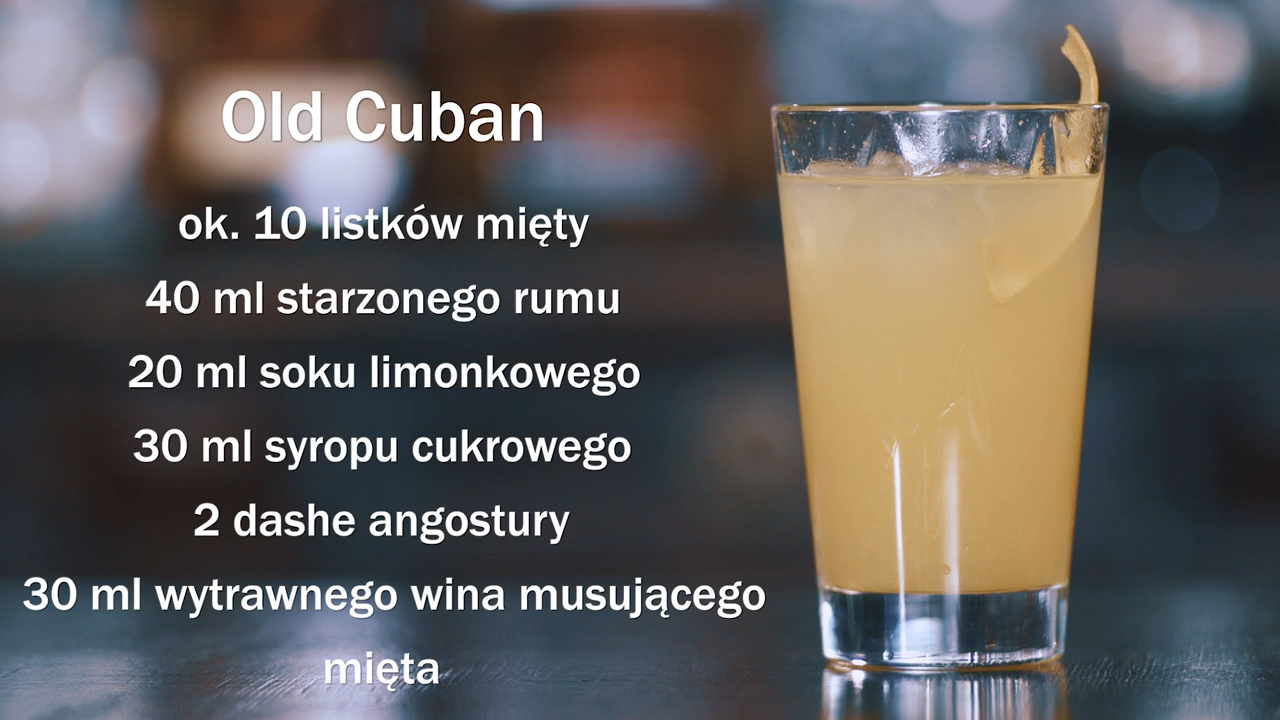 Old Cuban
ok. 10 listków mięty
40 ml starzonego rumu
20 ml soku limonkowego
30 ml syropu cukrowego
2 dashe angostury
30 ml wytrawnego wina musującego
mięta